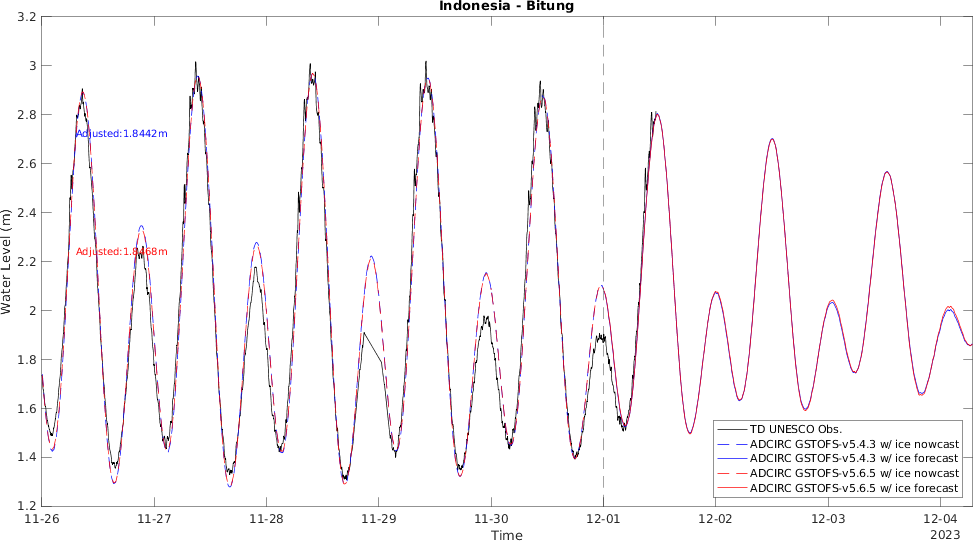 Indonesia - Bitung
3.2
3
2.8
2.6
2.4
2.2
2
1.8
1.6
1.4
1.2
Water Level (m)
Adjusted:1.8442m
Adjusted:1.8468m
11-26
11-27
11-28
11-29
11-30
12-01
12-02
12-03
12-04
2023
Time
TD UNESCO Obs.
ADCIRC GSTOFS-v5.4.3 w/ ice nowcast
ADCIRC GSTOFS-v5.4.3 w/ ice forecast
ADCIRC GSTOFS-v5.6.5 w/ ice nowcast
ADCIRC GSTOFS-v5.6.5 w/ ice forecast